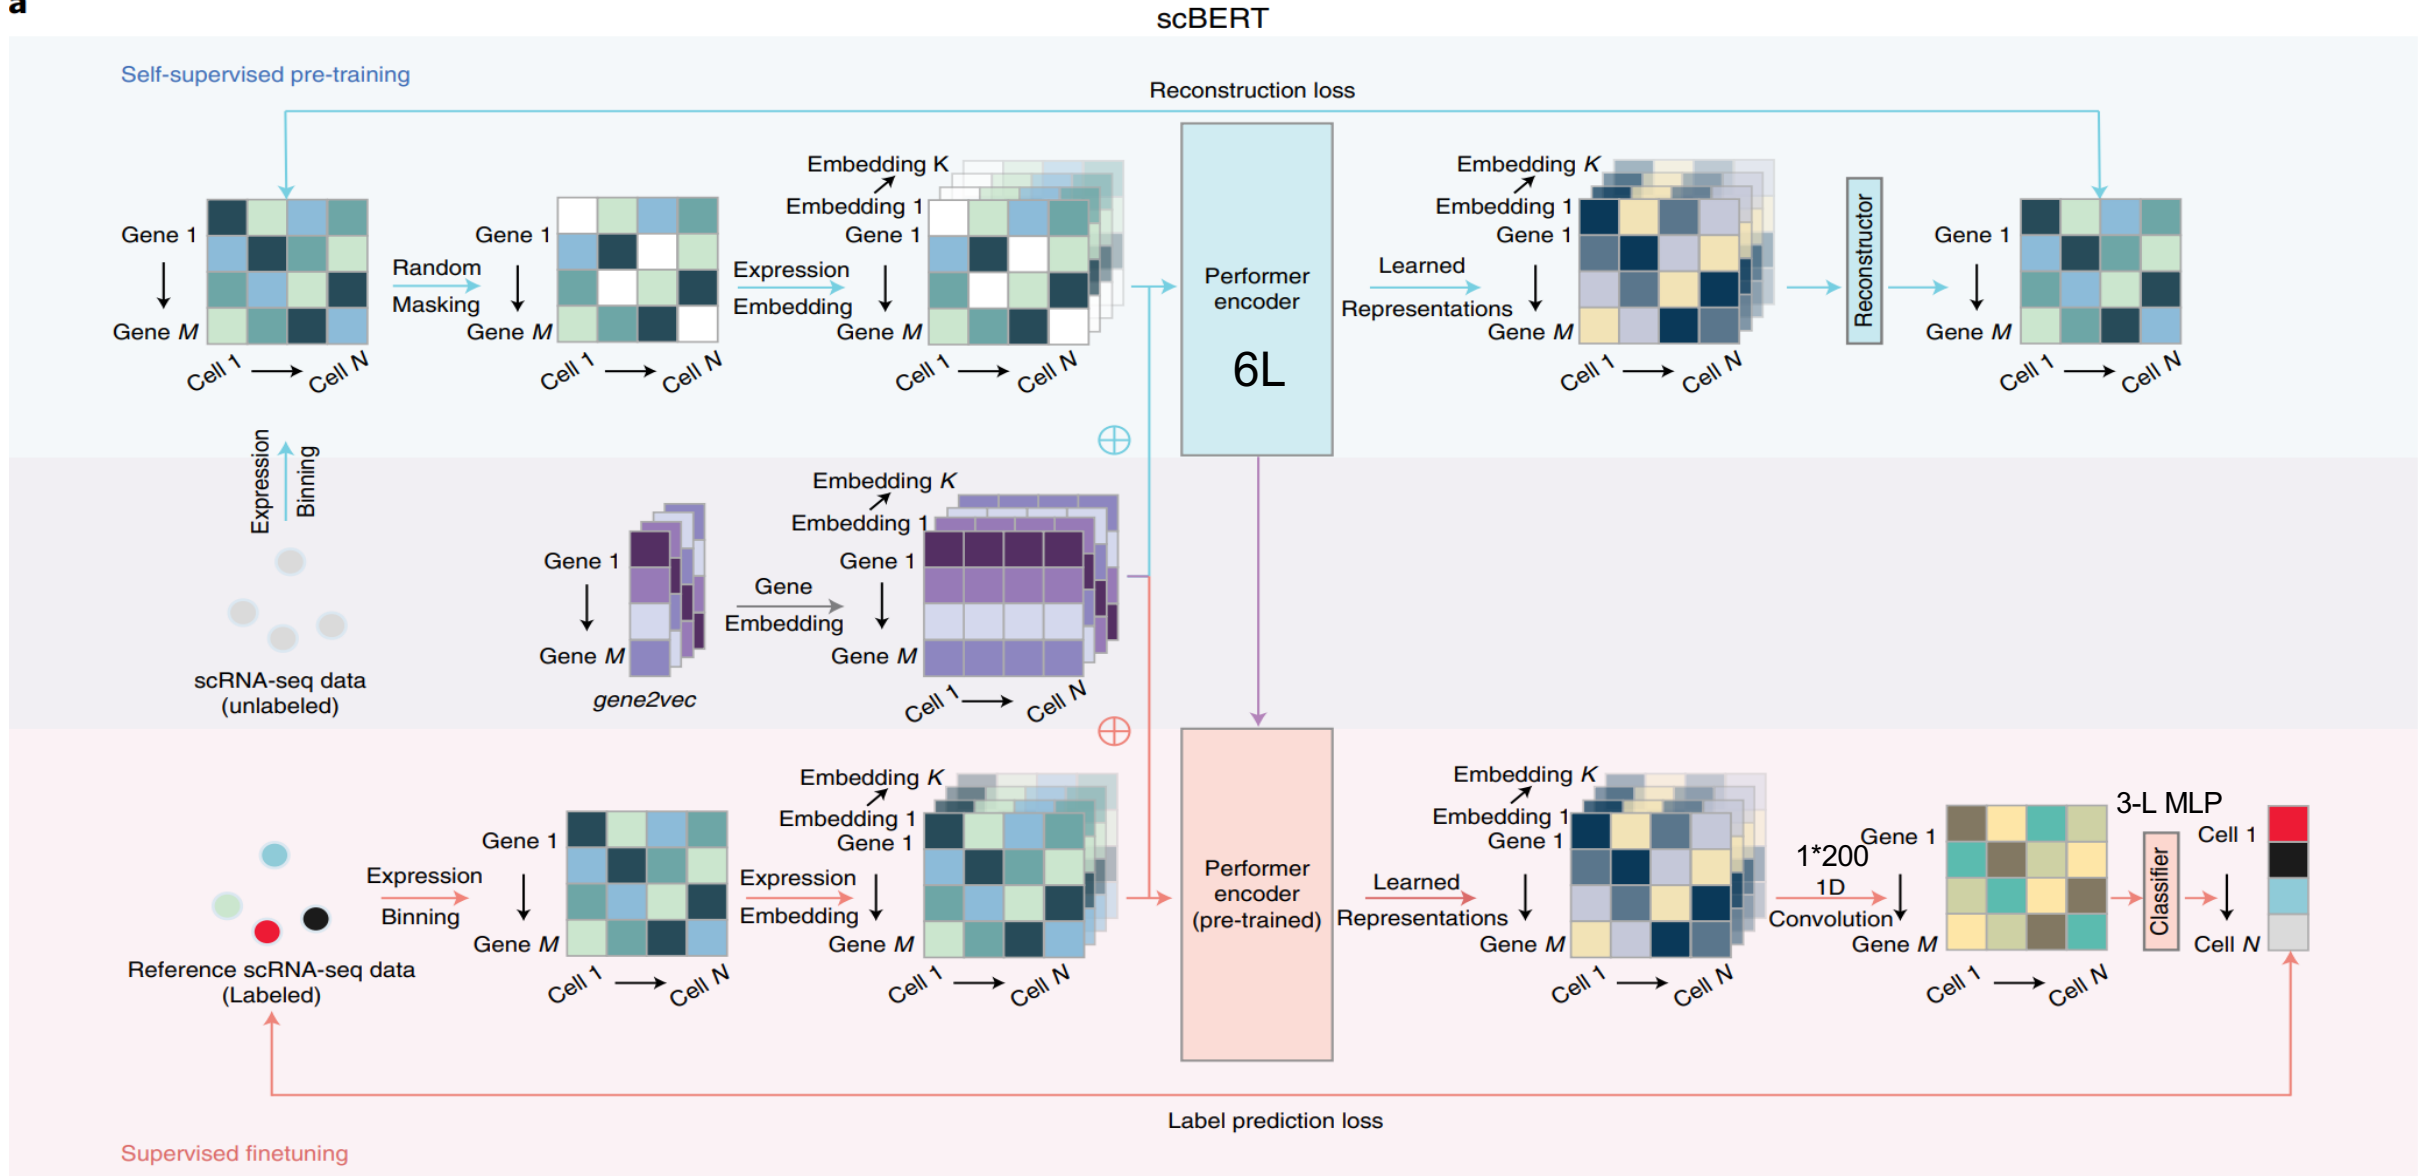 a
scBERT
Self-supervised pre-training
Reconstruction loss
Gene 1
Gene M
Cell 1
Cell N
Random
Masking
Gene 1
Gene M
Cell 1
Cell N
Expression
Embedding
Embedding K
Embedding 1
Gene 1
Gene M
Cell 1
Cell N
Performer
encoder
6L
Learned
Representations
Embedding K
Embedding 1
Gene 1
Gene M
Cell 1
Cell N
Reconstructor
Gene 1
Gene M
Cell 1
Cell N
Expression
Binning
scRNA-seq data
(unlabeled)
Gene 1
Gene M
gene2vec
Gene
Embedding
Embedding K
Embedding 1
Gene 1
Gene M
Cell 1
Cell N
Reference scRNA-seq data
(Labeled)
Expression
Binning
Gene 1
Gene M
Cell 1
Cell N
Expression
Embedding
Embedding K
Embedding 1
Gene 1
Gene M
Cell 1
Cell N
Performer
encoder
(pre-trained)
Learned
Representations
Embedding K
Embedding 1
Gene 1
Gene M
Cell 1
Cell N
1*200
1D
Convolution
Gene 1
Gene M
Cell 1
Cell N
3-L MLP
Classifier
Cell 1
Cell N
Label prediction loss
Supervised finetuning